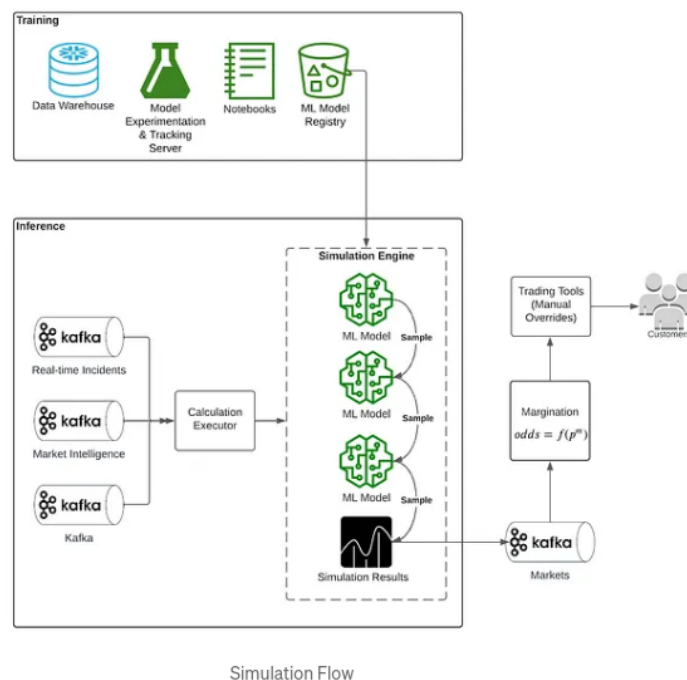 Training
Data Warehouse
Model
Experimentation
& Tracking
Server
Notebooks
ML Model
Registry
Inference
Simulation Engine
ML Model
Sample
ML Model
Sample
ML Model
Sample
Simulation Results
kafka
Real-time Incidents
kafka
Market Intelligence
kafka
Kafka
Calculation
Executor
Trading Tools
(Manual
Overrides)
Customers
Margination
odds = f(pᵐ)
kafka
Markets
Simulation Flow